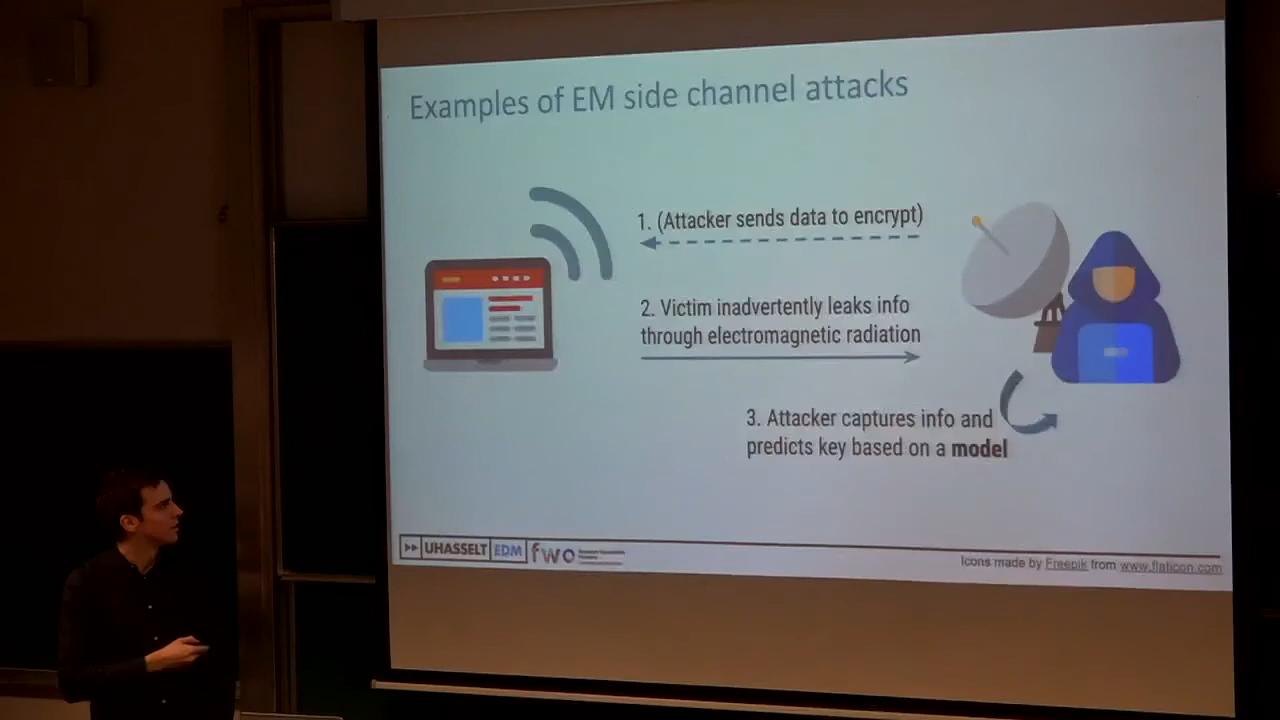 Examples of EM side channel attacks
1. (Attacker sends data to encrypt)
2. Victim inadvertently leaks info
through electromagnetic radiation
3. Attacker captures info and
predicts key based on a model
UHASSELT EDM fwo
Icons made by Freepik from www.flaticon.com